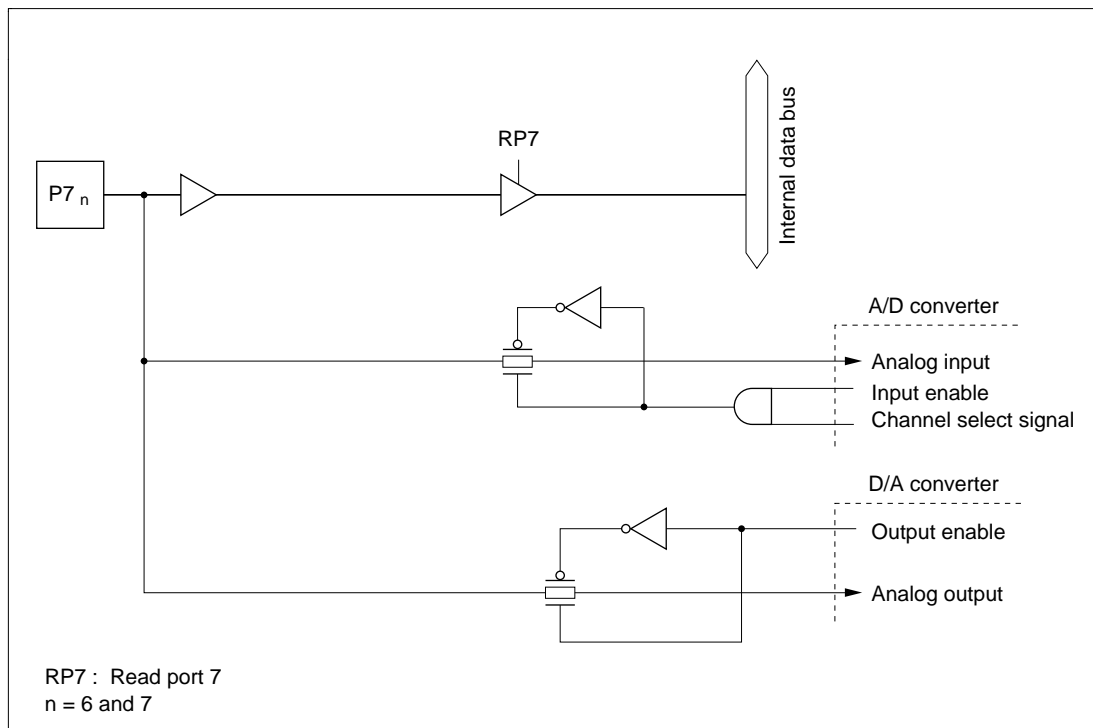 RP7
P7 n
Internal data bus
A/D converter
Analog input
Input enable
Channel select signal
D/A converter
Output enable
Analog output
RP7 : Read port 7
n = 6 and 7